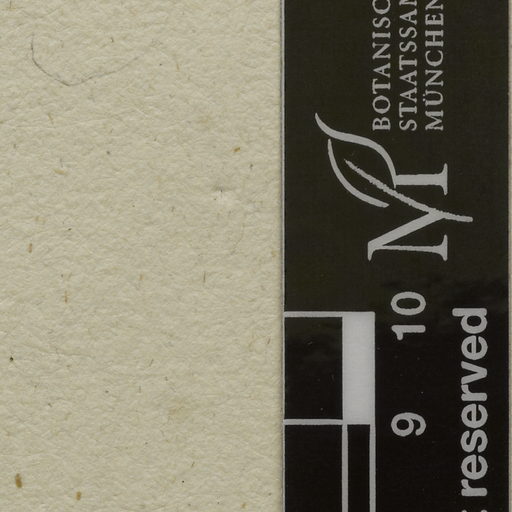 BOTANISC
STAATSSAM
MÜNCHEN
M
9 10
reserved